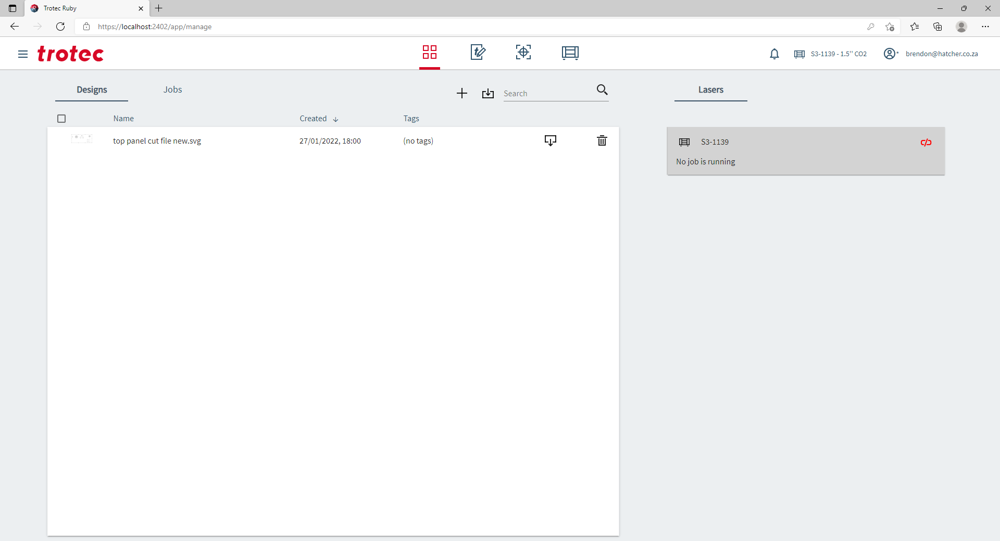 Trotec Ruby
https://localhost:2402/app/manage
trotec
S3-1139 - 1.5'' CO2
brendon@hatcher.co.za
Designs
Jobs
Search
Lasers
Name
Created
Tags
top panel cut file new.svg
27/01/2022, 18:00
(no tags)
S3-1139
No job is running